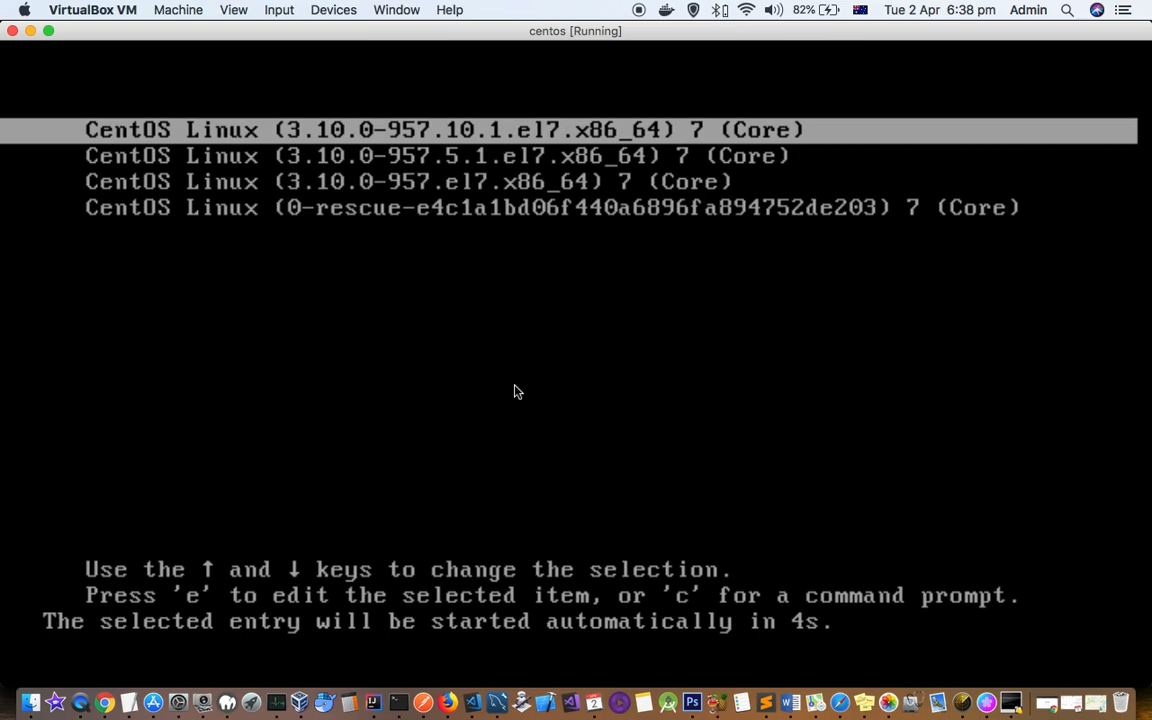 VirtualBox VM Machine View Input Devices Window Help 82% Tue 2 Apr 6:38 pm Admin
centos [Running]
CentOS Linux (3.10.0-957.10.1.el7.x86_64) 7 (Core)
CentOS Linux (3.10.0-957.5.1.el7.x86_64) 7 (Core)
CentOS Linux (3.10.0-957.el7.x86_64) 7 (Core)
CentOS Linux (0-rescue-e4c1a1bd06f440a6896fa894752de203) 7 (Core)
Use the ↑ and ↓ keys to change the selection.
Press 'e' to edit the selected item, or 'c' for a command prompt.
The selected entry will be started automatically in 4s.
2 Ps